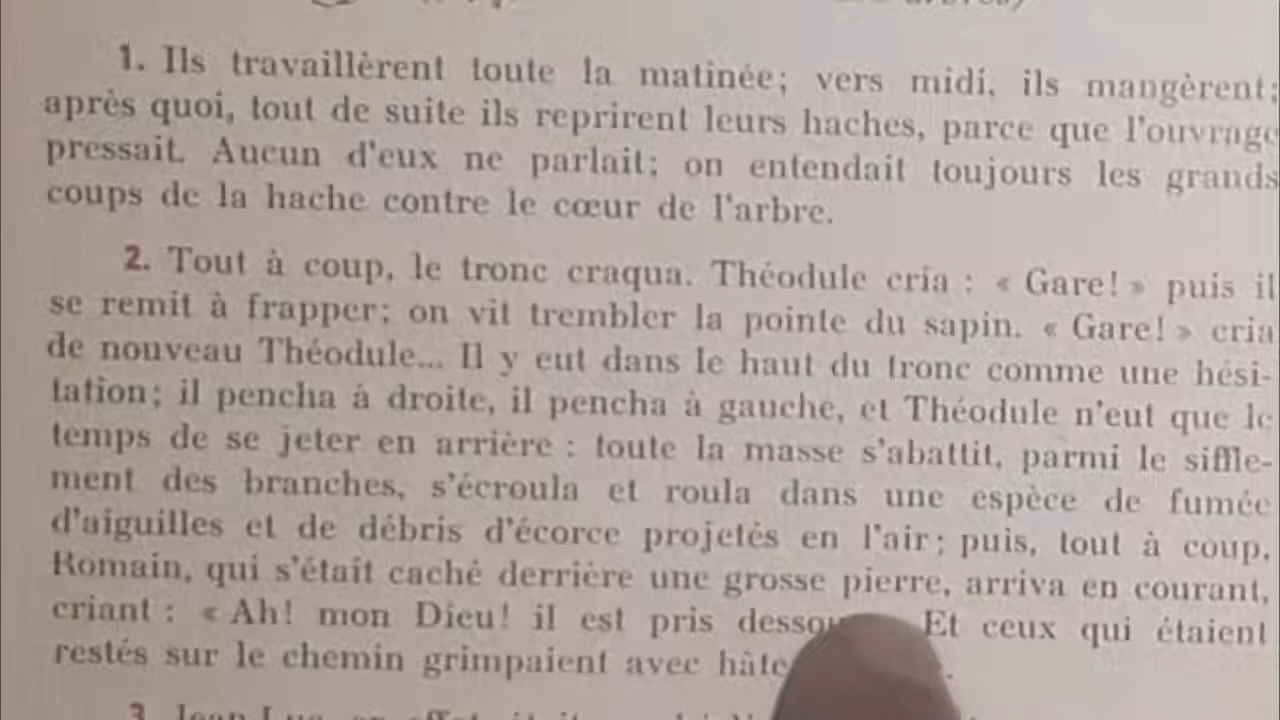 1. Ils travaillèrent toute la matinée; vers midi, ils mangèrent;
après quoi, tout de suite ils reprirent leurs haches, parce que l'ouvrage
pressait. Aucun d'eux ne parlait; on entendait toujours les grands
coups de la hache contre le cœur de l'arbre.
2. Tout à coup, le tronc craqua. Théodule cria : « Gare! » puis il
se remit à frapper; on vit trembler la pointe du sapin. « Gare! » cria
de nouveau Théodule... Il y eut dans le haut du tronc comme une hési-
tation; il pencha à droite, il pencha à gauche, et Théodule n'eut que le
temps de se jeter en arrière : toute la masse s'abattit, parmi le siffle-
ment des branches, s'écroula et roula dans une espèce de fumée
d'aiguilles et de débris d'écorce projetés en l'air; puis, tout à coup,
Romain, qui s'était caché derrière une grosse pierre, arriva en courant,
criant : « Ah! mon Dieu! il est pris Et ceux qui étaient
restés sur le chemin grimpaient avec hâte
3